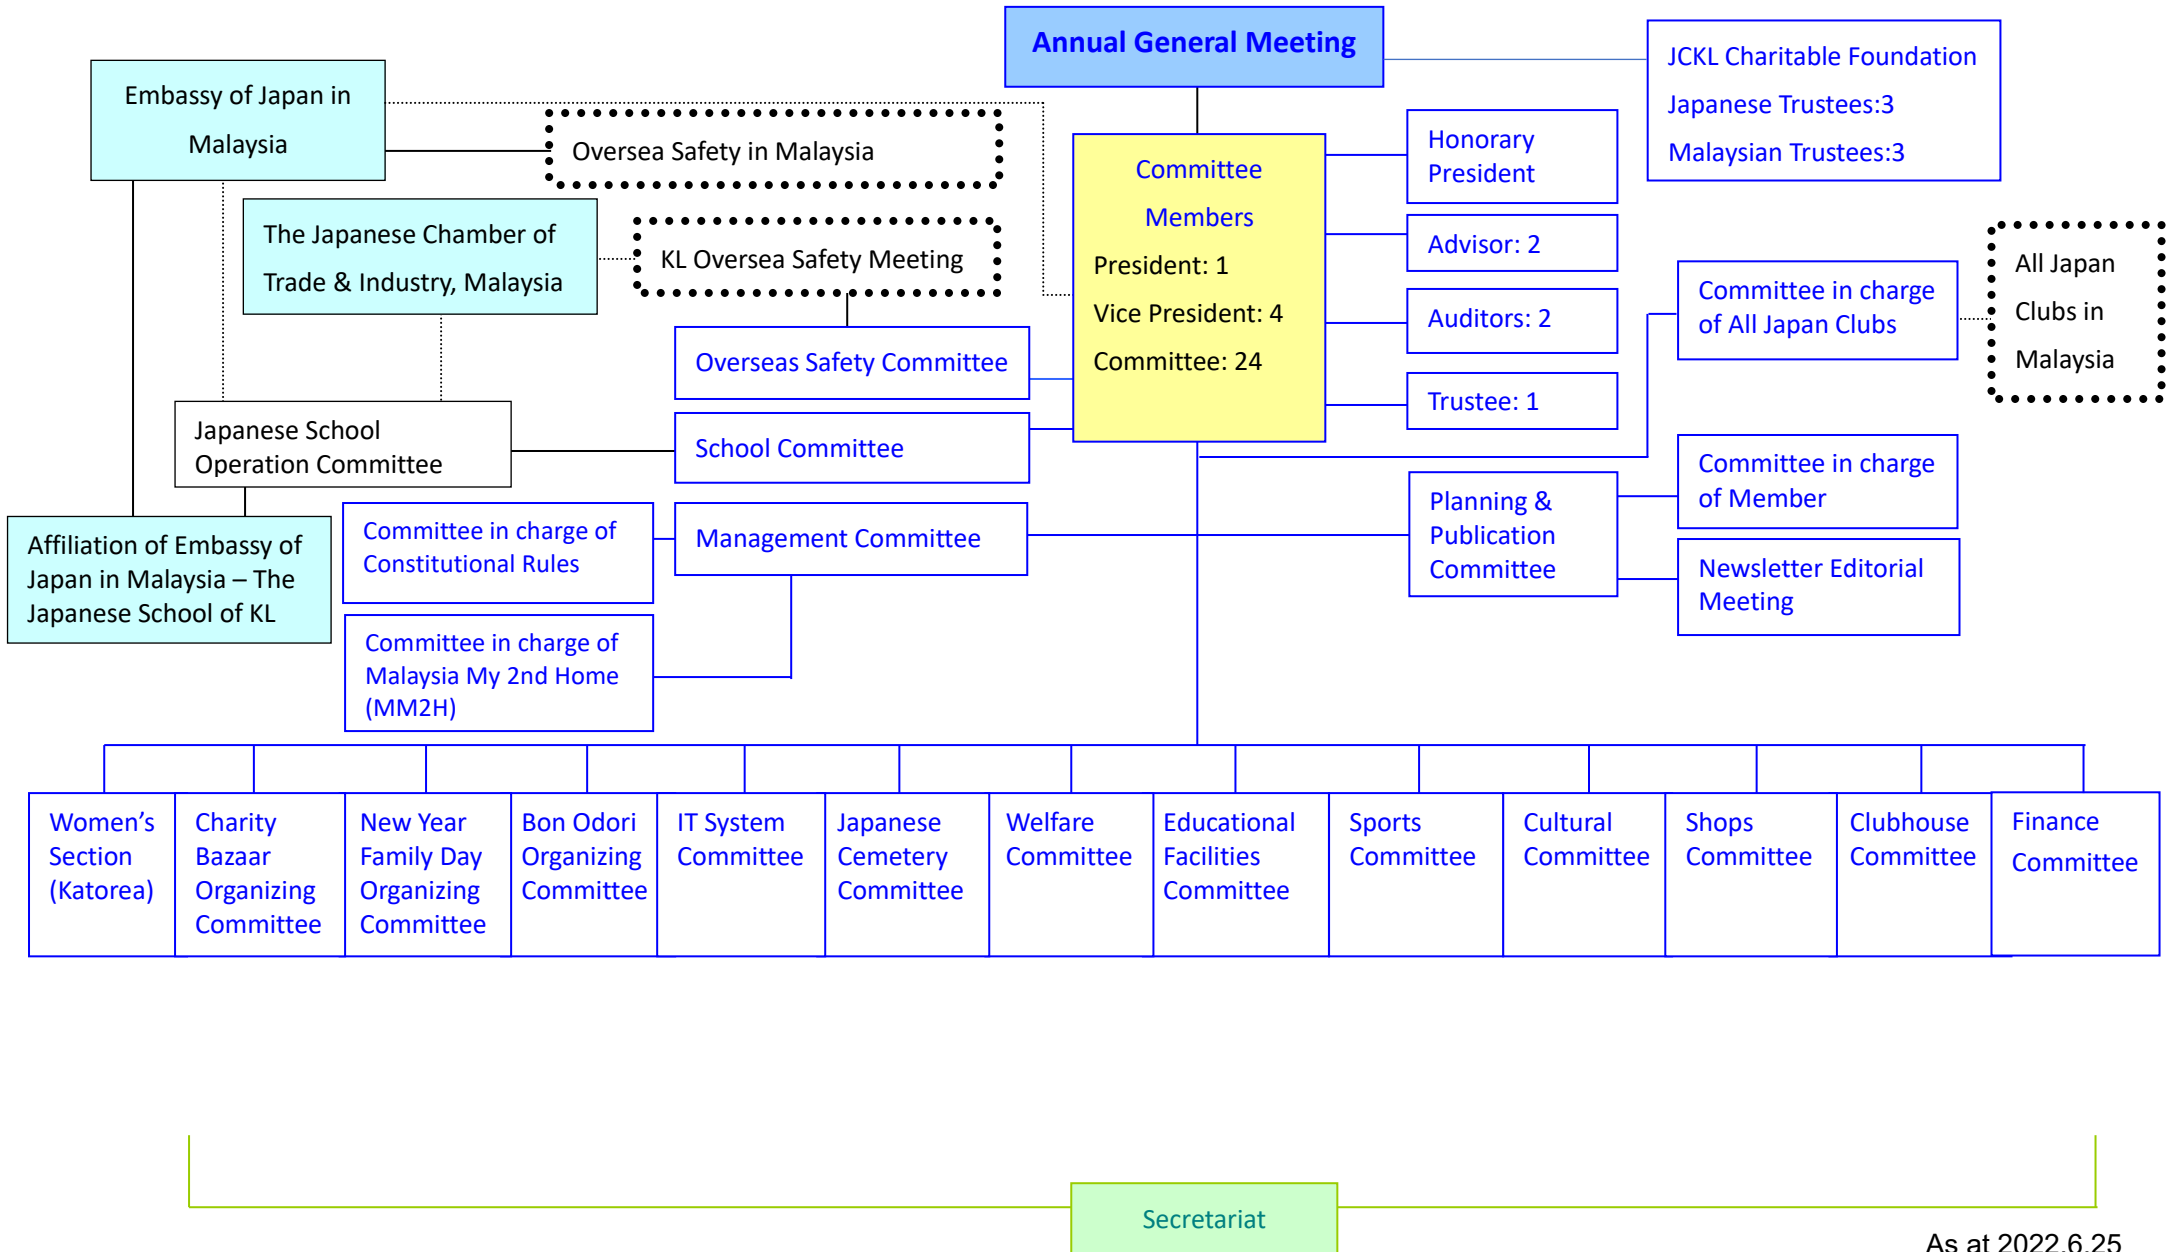 Annual General Meeting
JCKL Charitable Foundation
Japanese Trustees:3
Malaysian Trustees:3
Embassy of Japan in
Malaysia
Oversea Safety in Malaysia
The Japanese Chamber of
Trade & Industry, Malaysia
KL Oversea Safety Meeting
Committee
Members
President: 1
Vice President: 4
Committee: 24
Honorary
President
Advisor: 2
Auditors: 2
Trustee: 1
Committee in charge
of All Japan Clubs
All Japan
Clubs in
Malaysia
Overseas Safety Committee
Japanese School
Operation Committee
School Committee
Affiliation of Embassy of
Japan in Malaysia – The
Japanese School of KL
Committee in charge of
Constitutional Rules
Management Committee
Planning &
Publication
Committee
Committee in charge
of Member
Newsletter Editorial
Meeting
Committee in charge of
Malaysia My 2nd Home
(MM2H)
Women’s
Section
(Katorea)
Charity
Bazaar
Organizing
Committee
New Year
Family Day
Organizing
Committee
Bon Odori
Organizing
Committee
IT System
Committee
Japanese
Cemetery
Committee
Welfare
Committee
Educational
Facilities
Committee
Sports
Committee
Cultural
Committee
Shops
Committee
Clubhouse
Committee
Finance
Committee
Secretariat
As at 2022.6.25